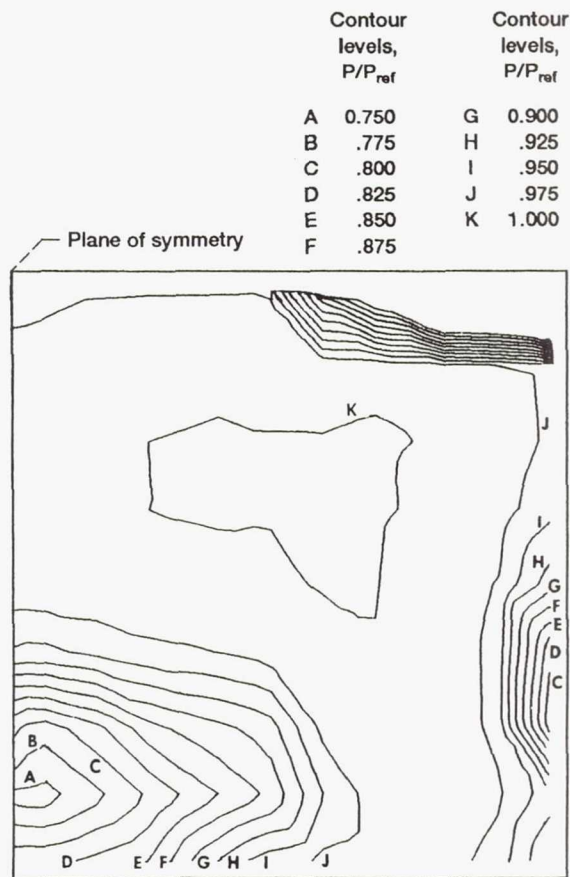 Contour levels, P/Pref
Contour levels, P/Pref
A 0.750 G 0.900
B .775 H .925
C .800 I .950
D .825 J .975
E .850 K 1.000
F .875
Plane of symmetry
K
J
I
H
G
F
E
D
C
B
A
C
D
E
F
G
H
I
J